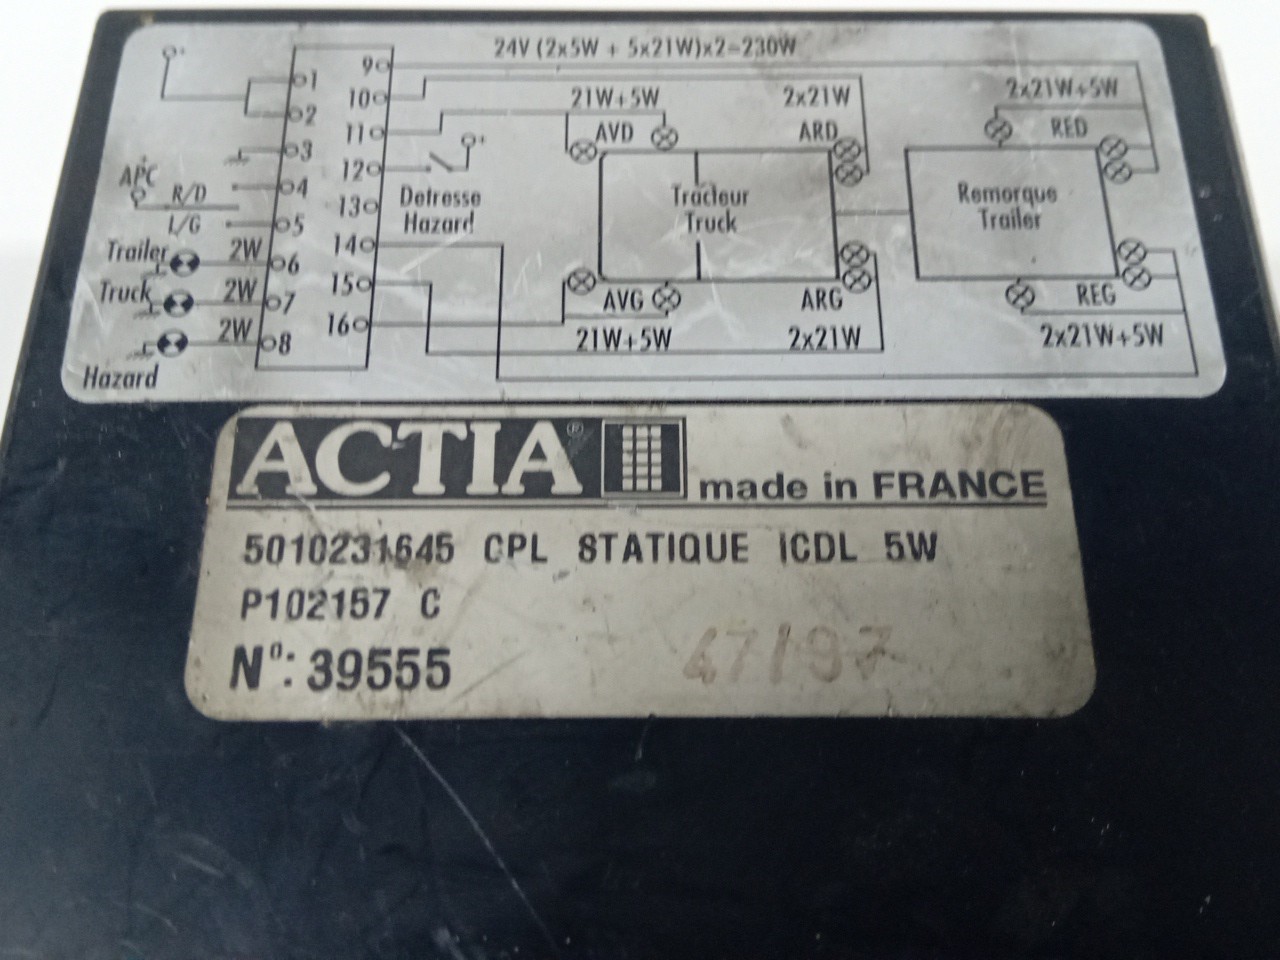 24V (2x5W + 5x21W)x2=230W
+
1
2
3
4
5
6
7
8
9
10
11
12
13
14
15
16
+
APC
R/D
L/G
Trailer 2W
Truck 2W
2W
Hazard
+
Detresse
Hazard
21W+5W
AVD
2x21W
ARD
2x21W+5W
RED
Tracteur
Truck
Remorque
Trailer
AVG
21W+5W
ARG
2x21W
REG
2x21W+5W
ACTIA® made in FRANCE
5010231645 CPL STATIQUE ICDL 5W
P102157 C
Nº: 39555
47/97